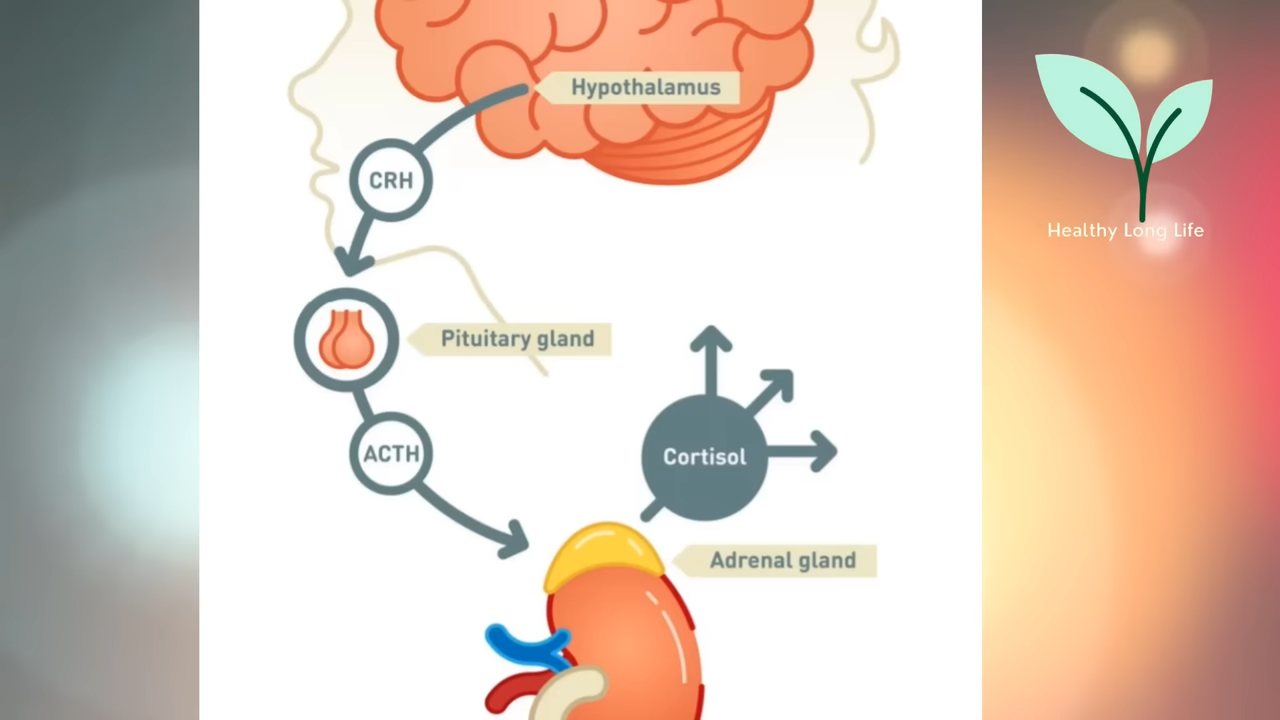 Hypothalamus
CRH
Healthy Long Life
Pituitary gland
ACTH
Cortisol
Adrenal gland